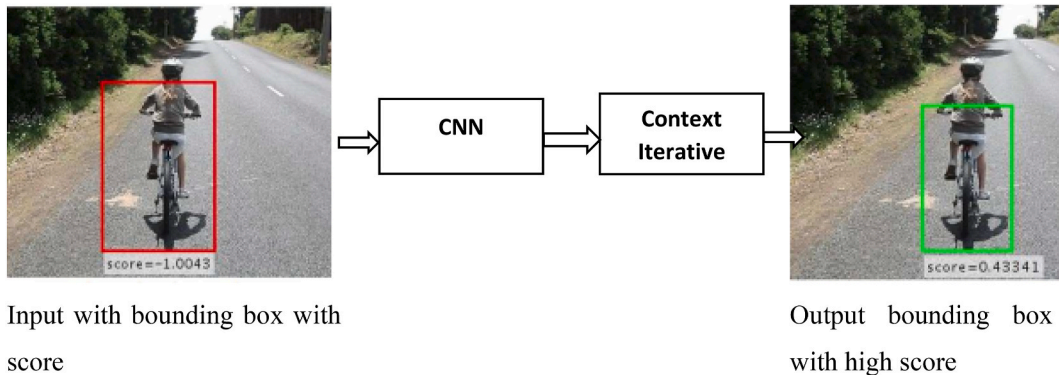 score=-1.0043
Input with bounding box with
score
CNN
Context
Iterative
score=0.43341
Output bounding box
with high score